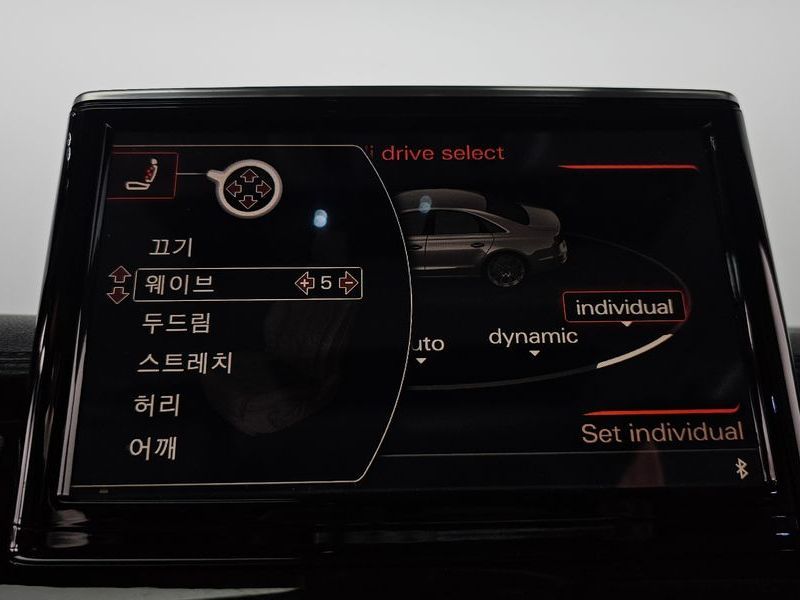 drive select
끄기
웨이브 + 5 -
두드림
스트레치
허리
어깨
uto
dynamic
individual
Set individual